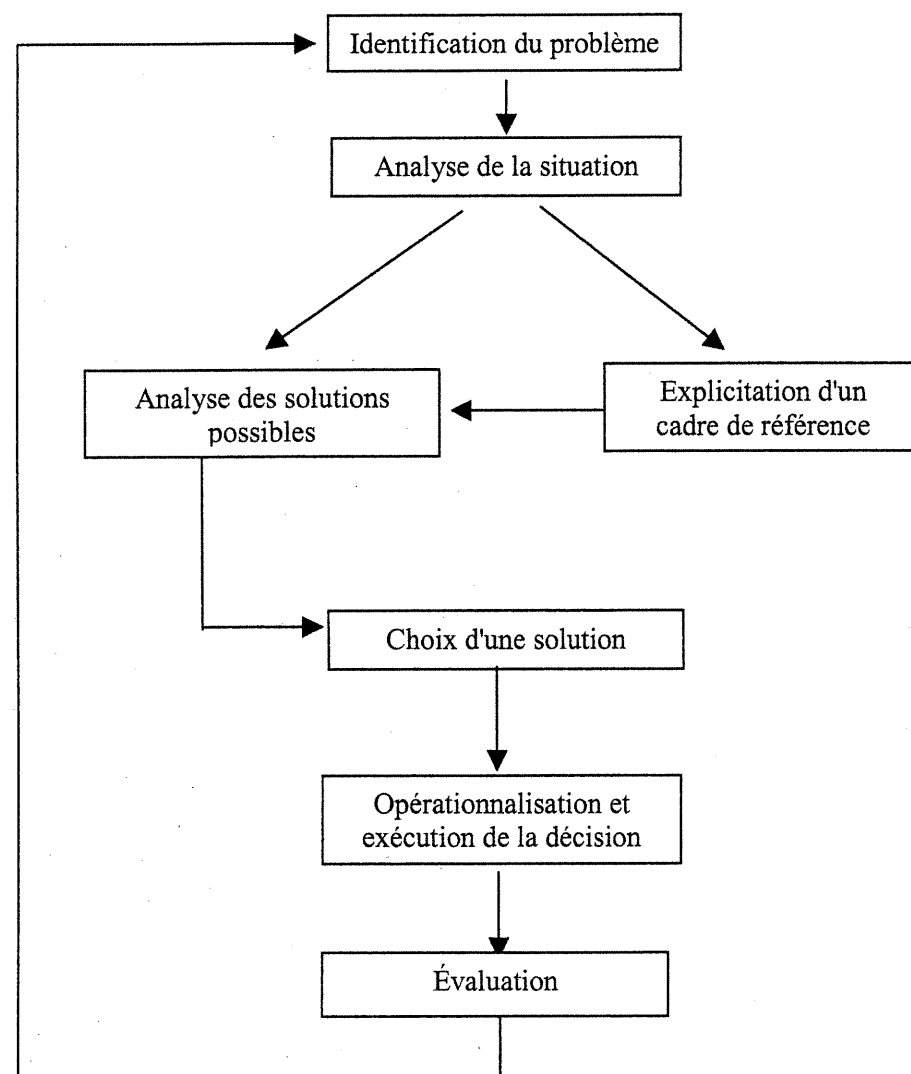 Identification du problème
Analyse de la situation
Analyse des solutions
possibles
Explicitation d'un
cadre de référence
Choix d'une solution
Opérationnalisation et
exécution de la décision
Évaluation